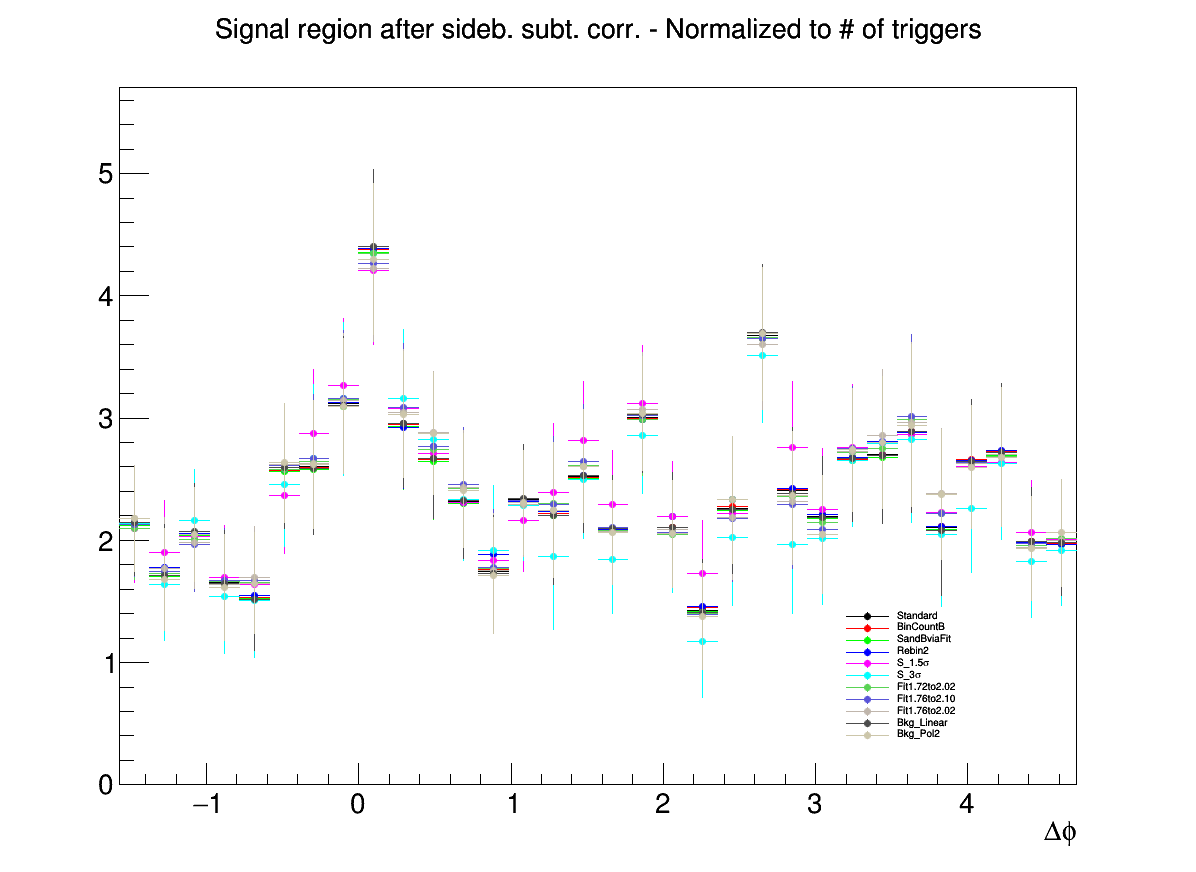 Signal region after sideb. subt. corr. - Normalized to # of triggers
5
4
3
2
1
0
−1 0 1 2 3 4
Δϕ
Standard
BinCountB
SandBviaFit
Rebin2
S_1.5σ
S_3σ
Fit1.72to2.02
Fit1.76to2.10
Fit1.76to2.02
Bkg_Linear
Bkg_Pol2